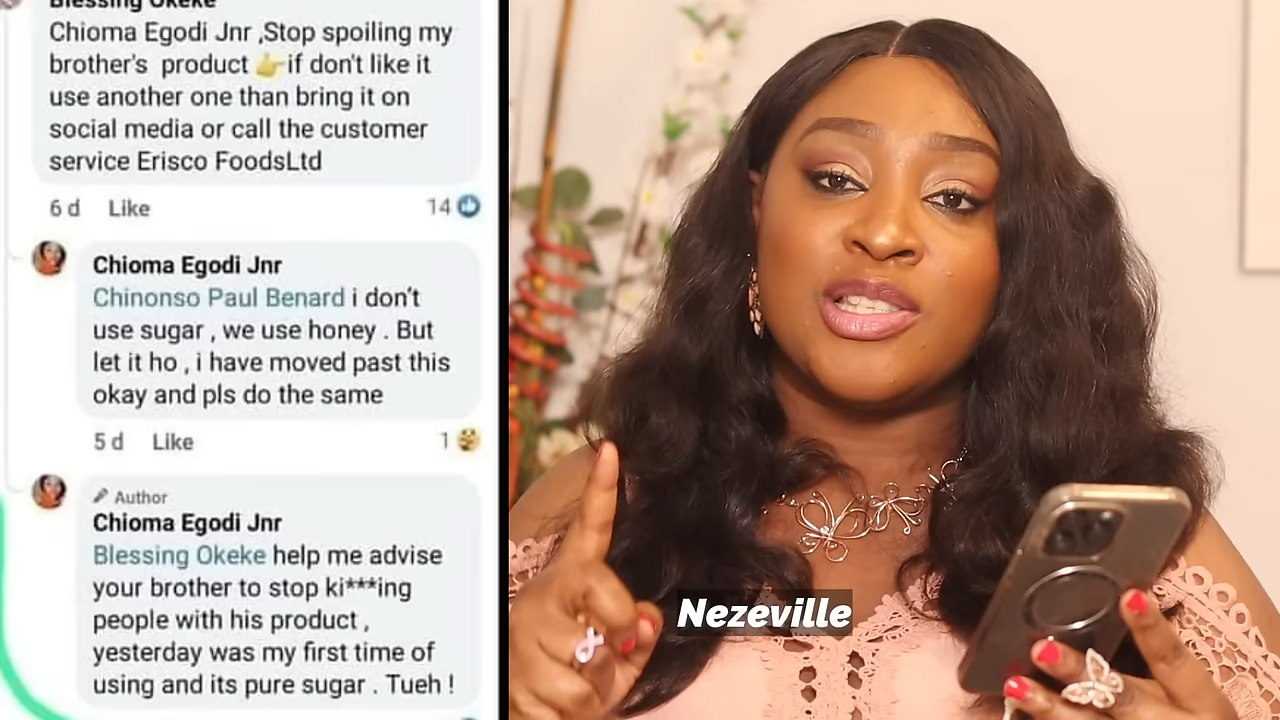 Blessing Okeke
Chioma Egodi Jnr ,Stop spoiling my
brother's product 👉if don't like it
use another one than bring it on
social media or call the customer
service Erisco FoodsLtd
6 d Like 14
Chioma Egodi Jnr
Chinonso Paul Benard i don't
use sugar , we use honey . But
let it ho , i have moved past this
okay and pls do the same
5 d Like 1
Author
Chioma Egodi Jnr
Blessing Okeke help me advise
your brother to stop ki***ing
people with his product ,
yesterday was my first time of
using and its pure sugar . Tueh !
Nezeville